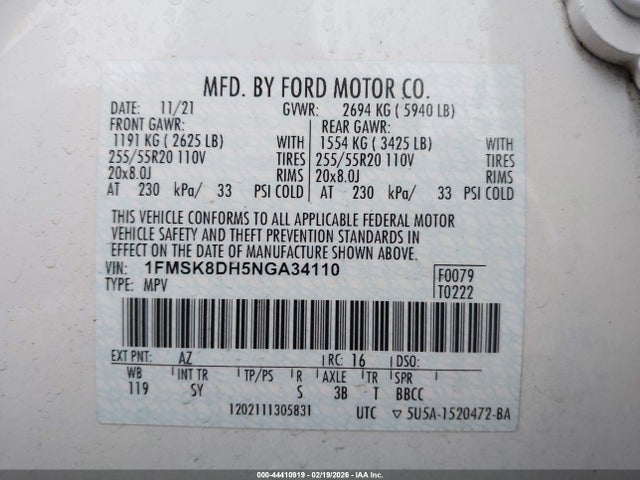 MFD. BY FORD MOTOR CO.
DATE: 11/21 GVWR: 2694 KG ( 5940 LB)
FRONT GAWR: REAR GAWR:
1191 KG ( 2625 LB) WITH 1554 KG ( 3425 LB) WITH
255/55R20 110V TIRES 255/55R20 110V TIRES
20x8.0J RIMS 20x8.0J RIMS
AT 230 kPa/ 33 PSI COLD AT 230 kPa/ 33 PSI COLD
THIS VEHICLE CONFORMS TO ALL APPLICABLE FEDERAL MOTOR
VEHICLE SAFETY AND THEFT PREVENTION STANDARDS IN
EFFECT ON THE DATE OF MANUFACTURE SHOWN ABOVE.
VIN: 1FMSK8DH5NGA34110 F0079
TYPE: MPV T0222
EXT PNT: AZ RC: 16 DSO:
WB INT TR TP/PS R AXLE TR SPR
119 SY S 3B T BBCC
1202111305831 UTC ▽ 5U5A-1520472-BA
000-44410919 - 02/19/2026 - IAA Inc.